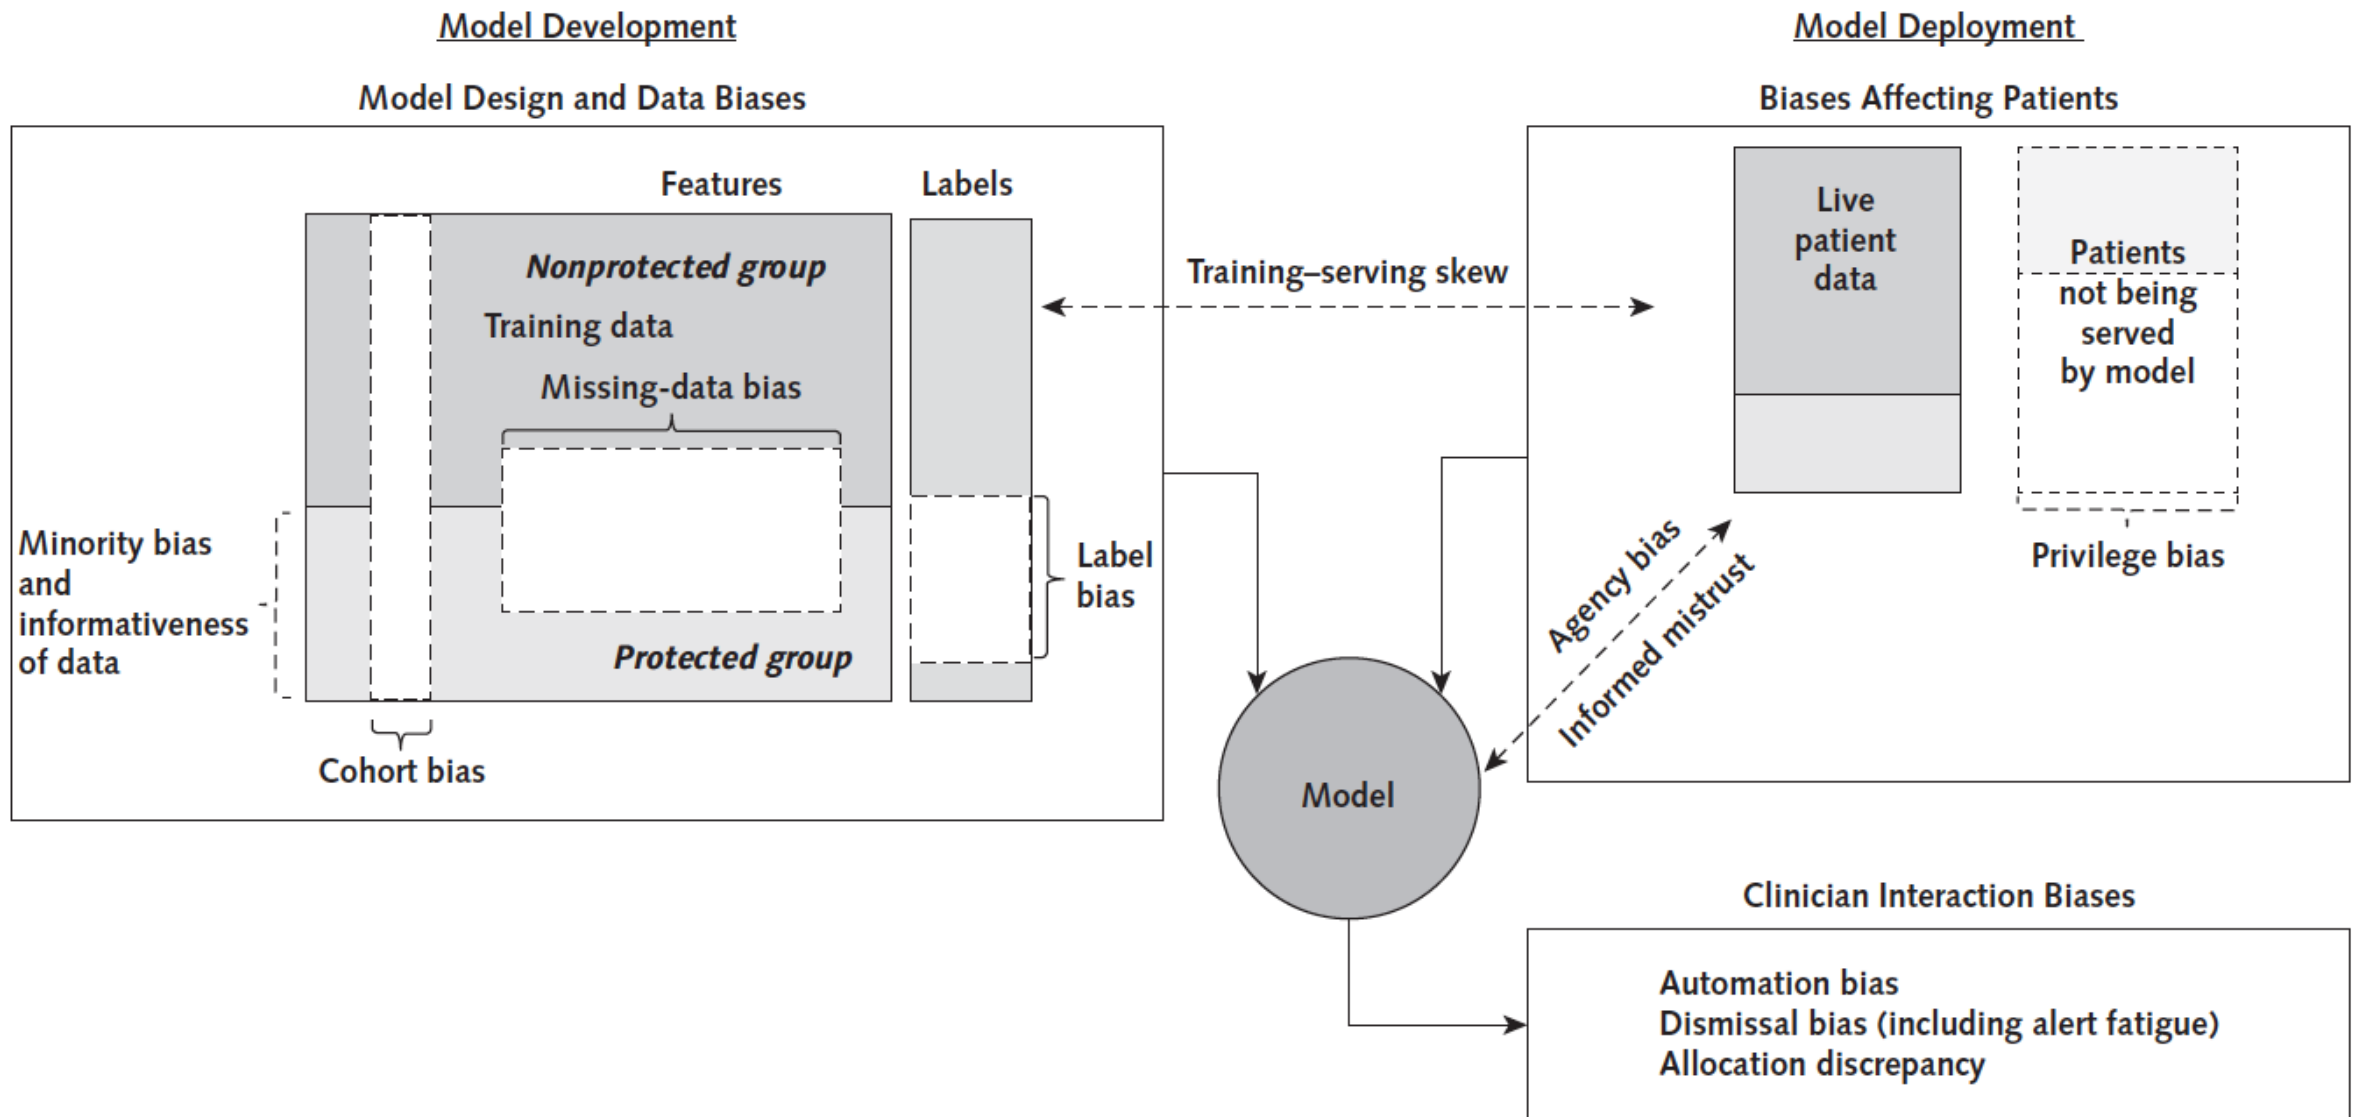 Model Development
Model Design and Data Biases
Features
Labels
Nonprotected group
Training data
Missing-data bias
Minority bias
and
informativeness
of data
Protected group
Label
bias
Cohort bias
Training–serving skew
Model Deployment
Biases Affecting Patients
Live
patient
data
Patients
not being
served
by model
Privilege bias
Agency bias
Informed mistrust
Model
Clinician Interaction Biases
Automation bias
Dismissal bias (including alert fatigue)
Allocation discrepancy